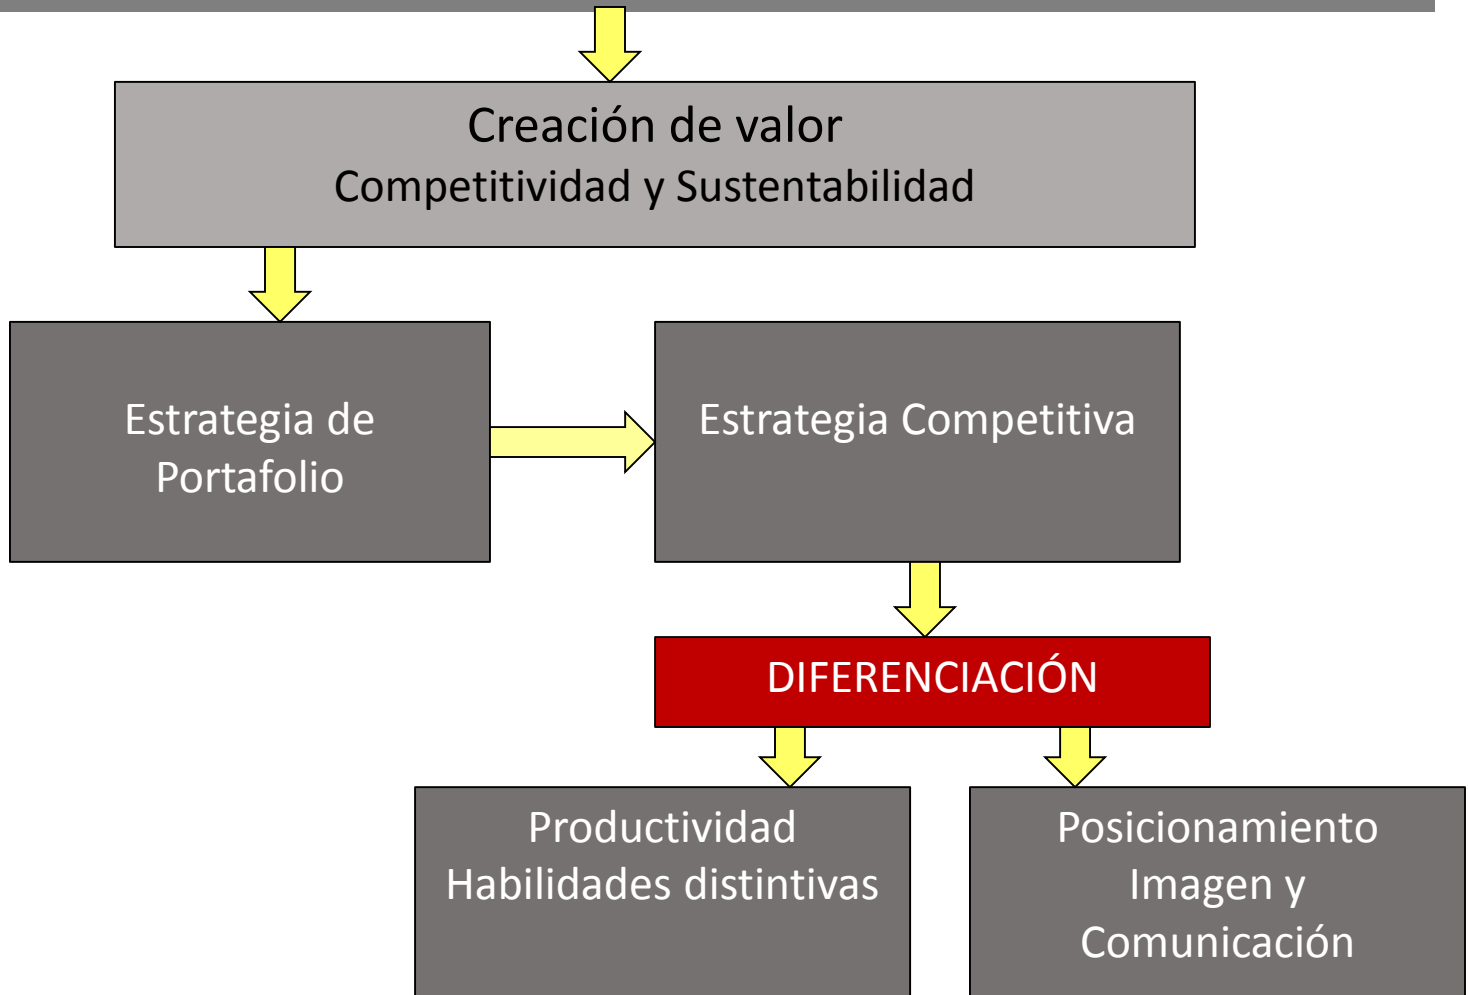 Creación de valor
Competitividad y Sustentabilidad
Estrategia de
Portafolio
Estrategia Competitiva
DIFERENCIACIÓN
Productividad
Habilidades distintivas
Posicionamiento
Imagen y
Comunicación